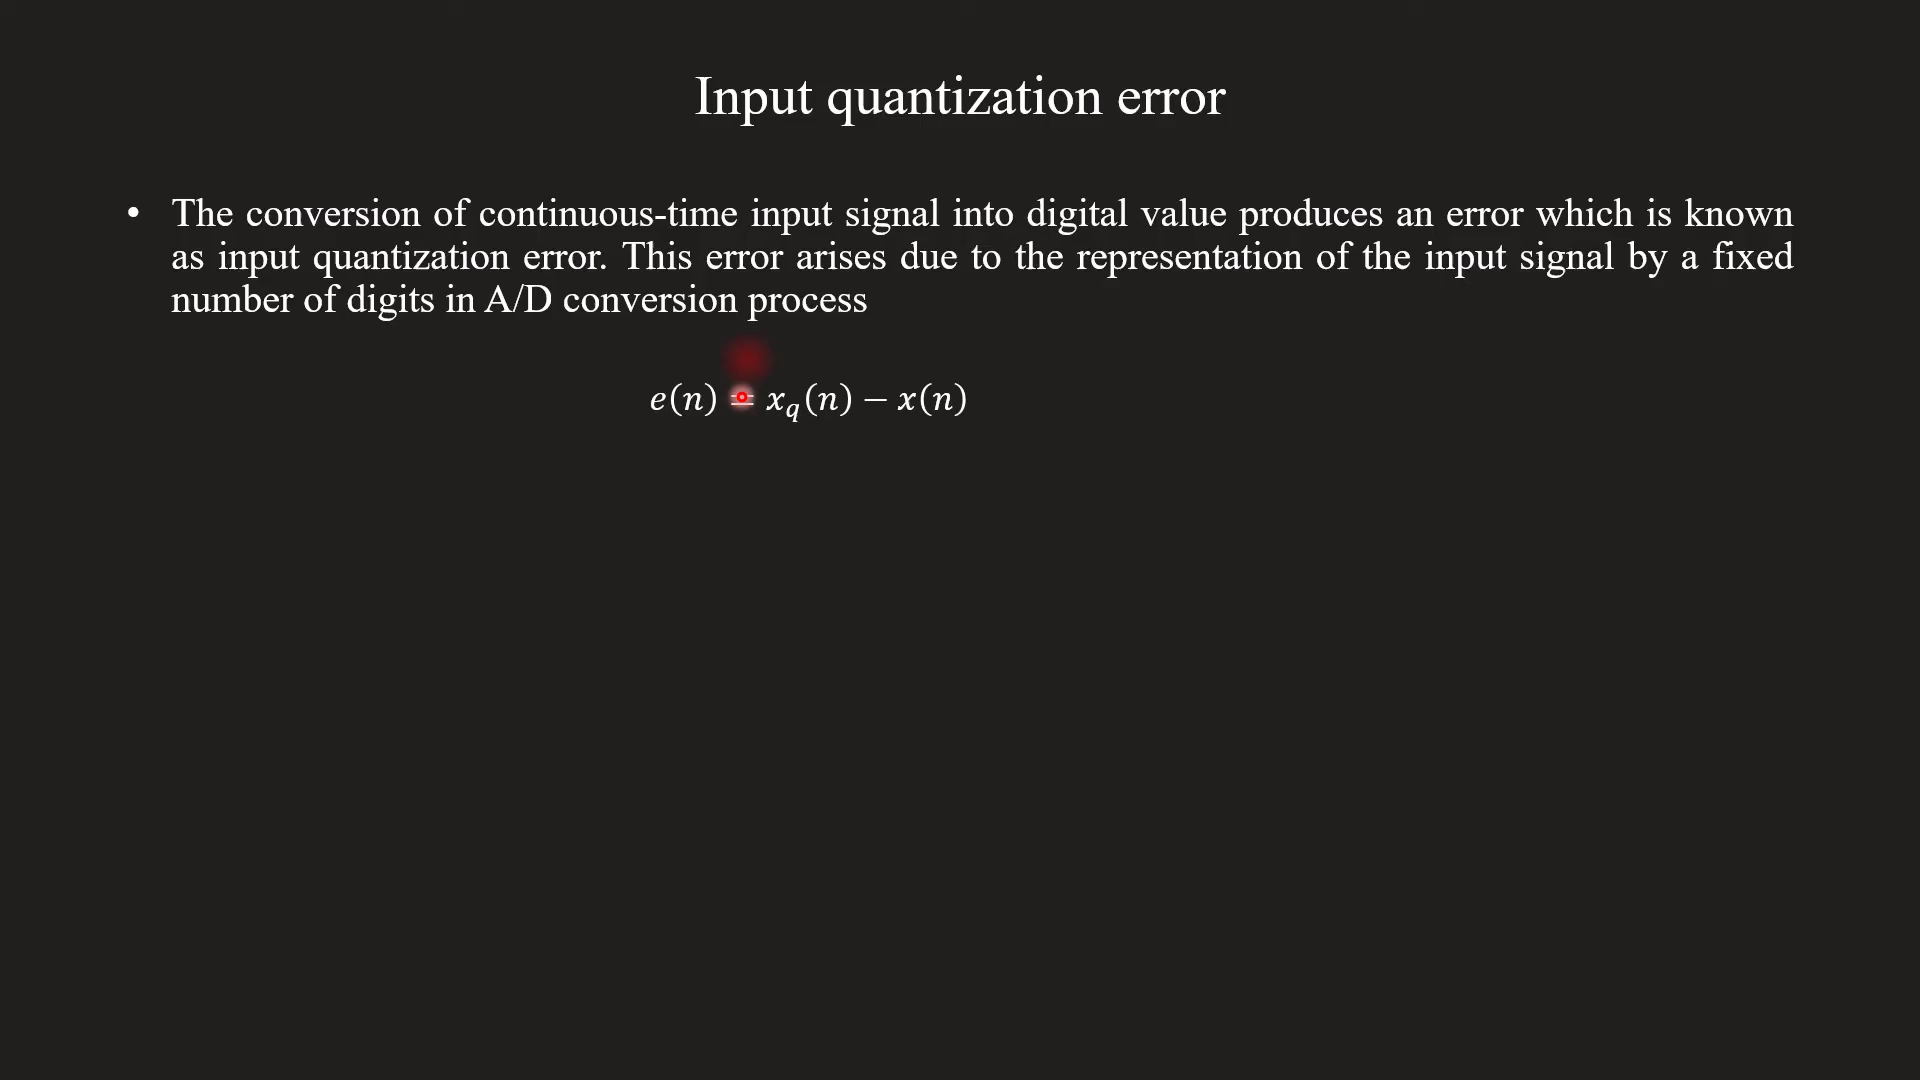 Input quantization error
• The conversion of continuous-time input signal into digital value produces an error which is known
as input quantization error. This error arises due to the representation of the input signal by a fixed
number of digits in A/D conversion process
e(n) = x_q(n) − x(n)